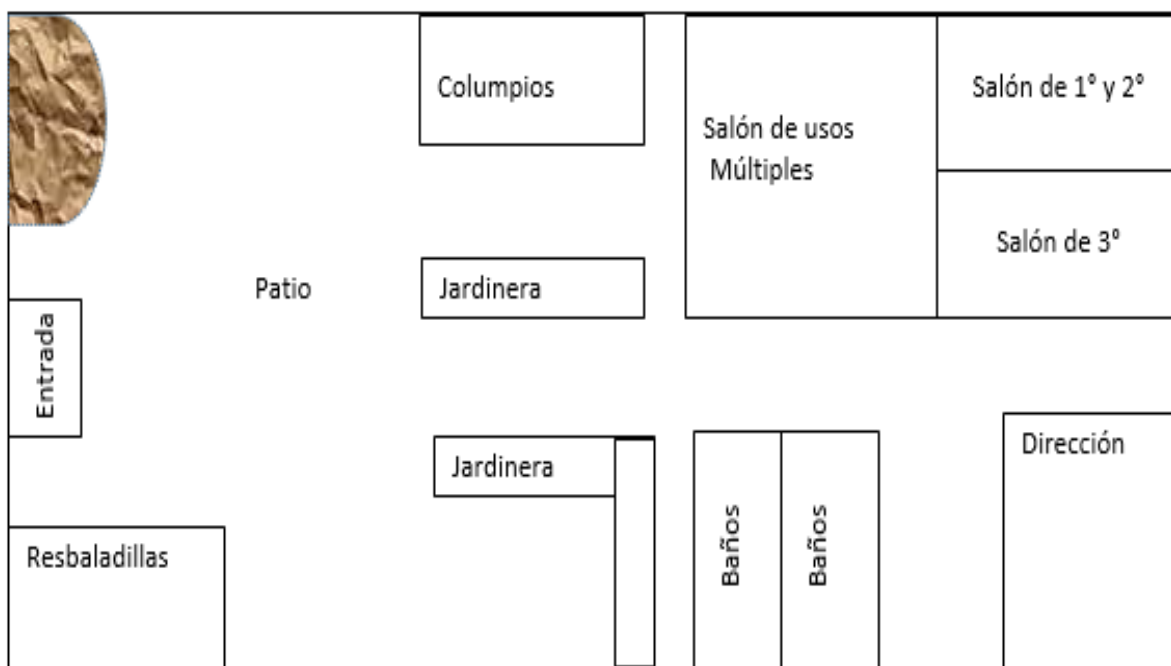 Columpios
Salón de usos
Múltiples
Salón de 1° y 2°
Salón de 3°
Patio
Jardinera
Entrada
Jardinera
Dirección
Baños
Baños
Resbaladillas